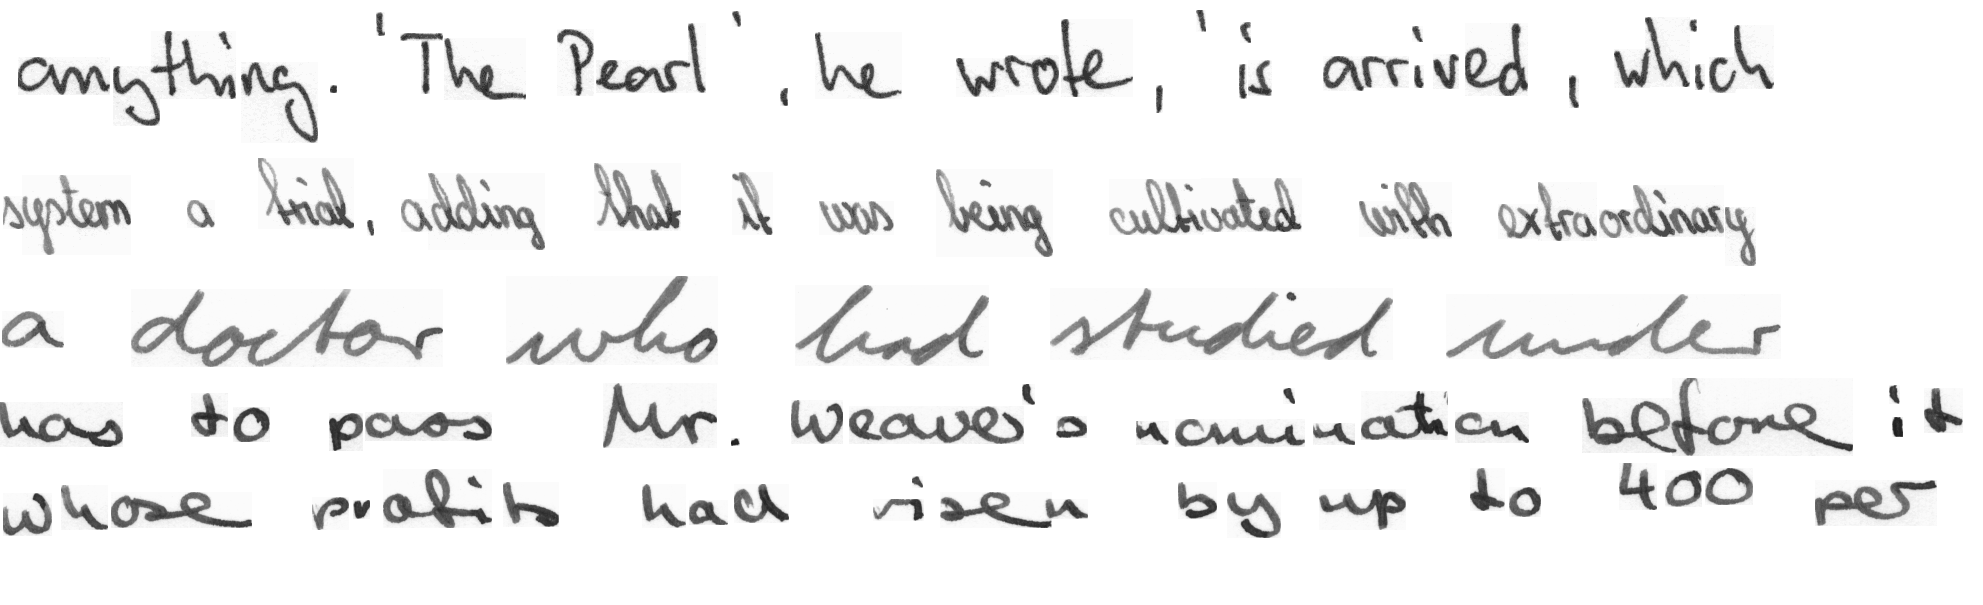 anything. 'The Pearl', he wrote, 'is arrived, which
system a trial, adding that it was being cultivated with extraordinary
a doctor who had studied under
has to pass Mr. Weaver's nomination before it
whose profits had risen by up to 400 per